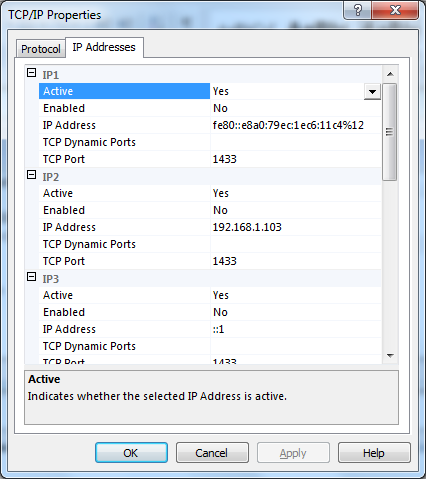 TCP/IP Properties
Protocol IP Addresses
IP1
Active Yes
Enabled No
IP Address fe80::e8a0:79ec:1ec6:11c4%12
TCP Dynamic Ports
TCP Port 1433
IP2
Active Yes
Enabled No
IP Address 192.168.1.103
TCP Dynamic Ports
TCP Port 1433
IP3
Active Yes
Enabled No
IP Address ::1
TCP Dynamic Ports
TCP Port 1433
Active
Indicates whether the selected IP Address is active.
OK Cancel Apply Help